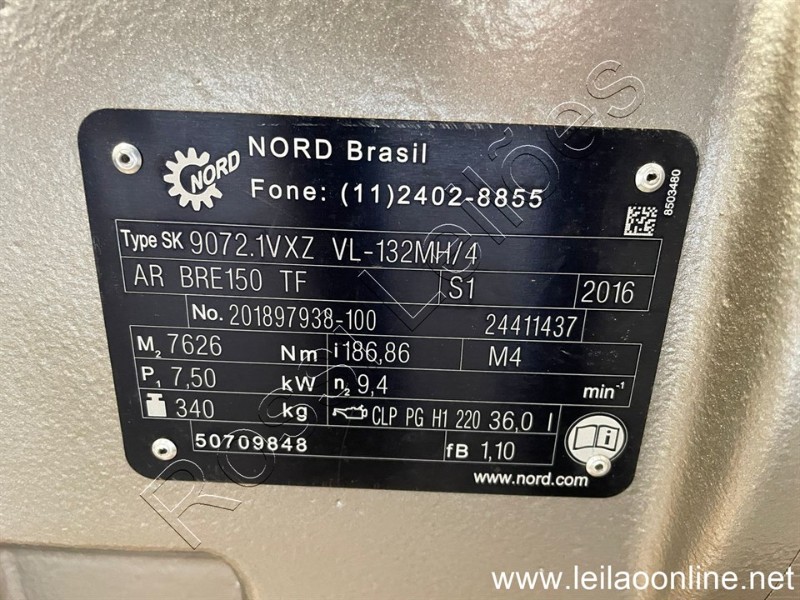 NORD
NORD Brasil
Fone: (11)2402-8855
8503480
Type SK 9072.1VXZ VL-132MH/4
AR BRE150 TF S1 2016
No. 201897938-100 24411437
M2 7626 Nm i 186,86 M4
P1 7,50 kW n2 9,4 min-1
340 kg CLP PG H1 220 36,0 l
50709848 fB 1,10
www.nord.com
Rossi Leilões
www.leilaoonline.net